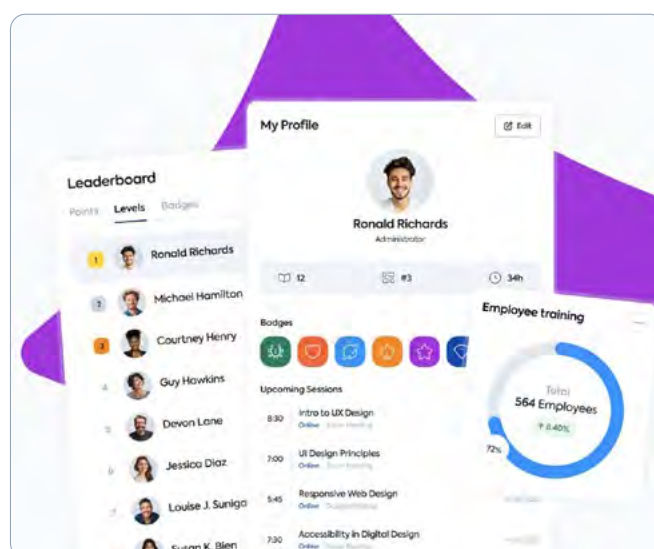 Leaderboard
Points Levels Badges
1 Ronald Richards
2 Michael Hamilton
3 Courtney Henry
4 Guy Hawkins
5 Devon Lane
6 Jessica Diaz
7 Louise J. Suniga
Susan K. Bien
My Profile
Edit
Ronald Richards
Administrator
12 #3 34h
Badges
Upcoming Sessions
8:30 Intro to UX Design
Online
7:00 UI Design Principles
Online
5:45 Responsive Web Design
Online
7:30 Accessibility in Digital Design
Online
Employee training
Total
564 Employees
↑ 0.40%
72%